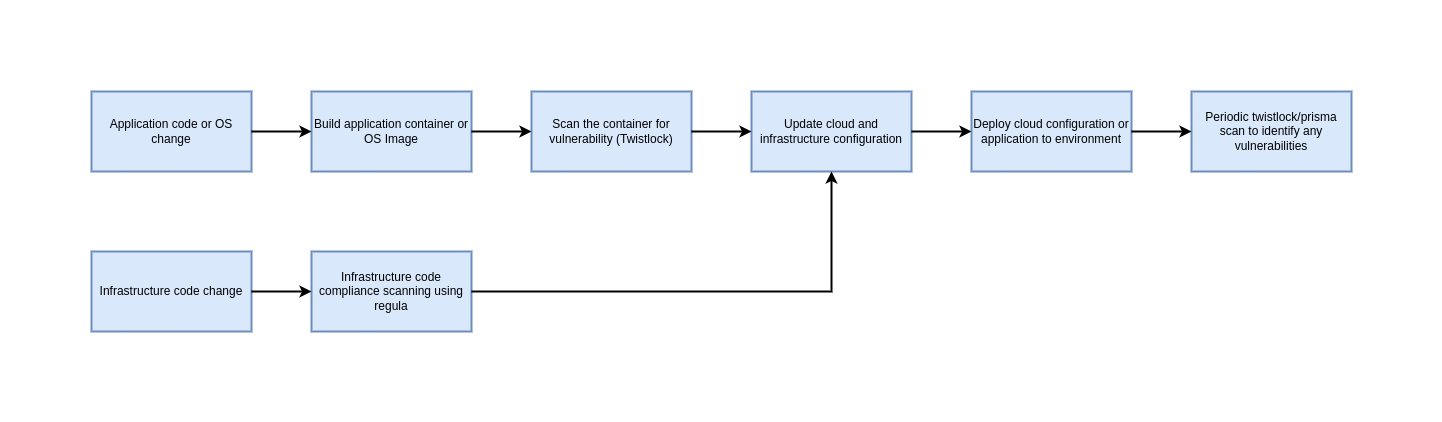 Application code or OS
change
Build application container or
OS Image
Scan the container for
vulnerability (Twistlock)
Update cloud and
infrastructure configuration
Deploy cloud configuration or
application to environment
Periodic twistlock/prisma
scan to identify any
vulnerabilities
Infrastructure code change
Infrastructure code
compliance scanning using
regula